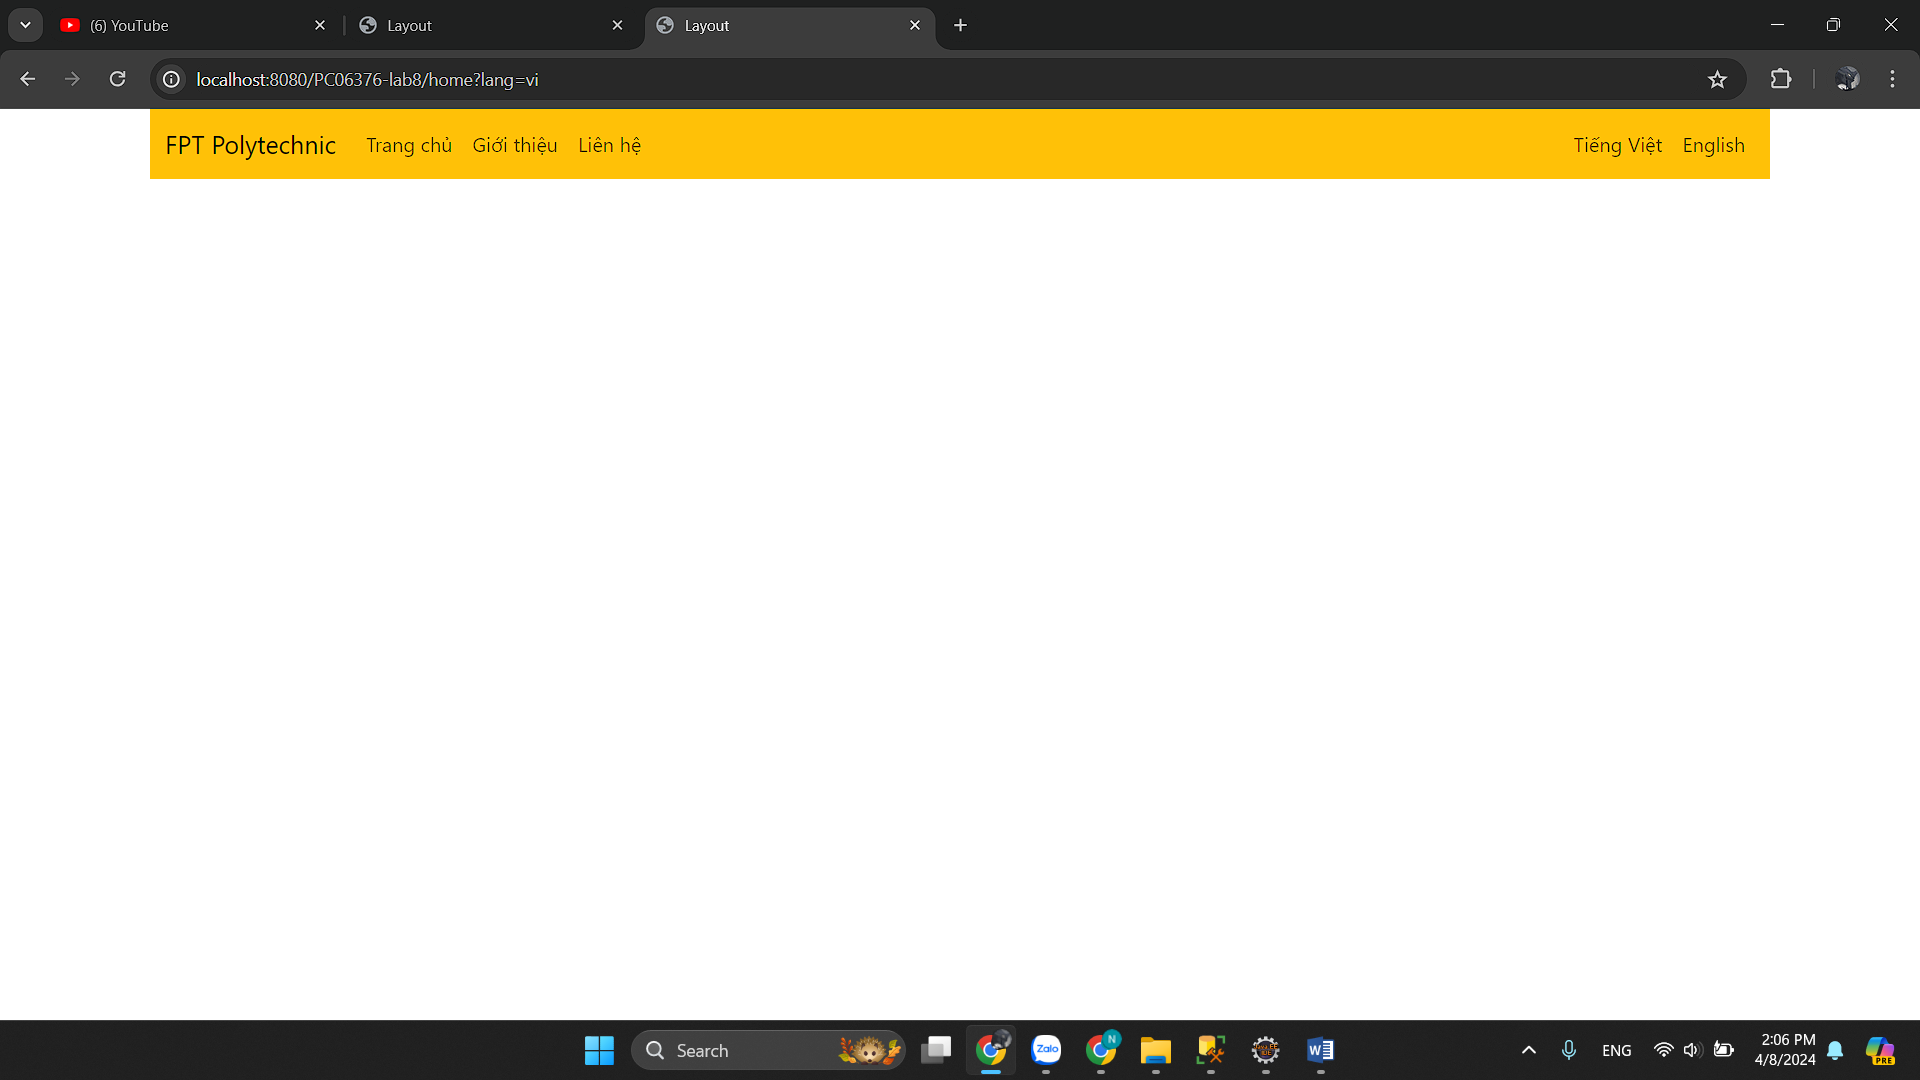 (6) YouTube
Layout
Layout
localhost:8080/PC06376-lab8/home?lang=vi
FPT Polytechnic
Trang chủ
Giới thiệu
Liên hệ
Tiếng Việt
English
Search
Zalo
N
W
ENG
2:06 PM
4/8/2024
PRE